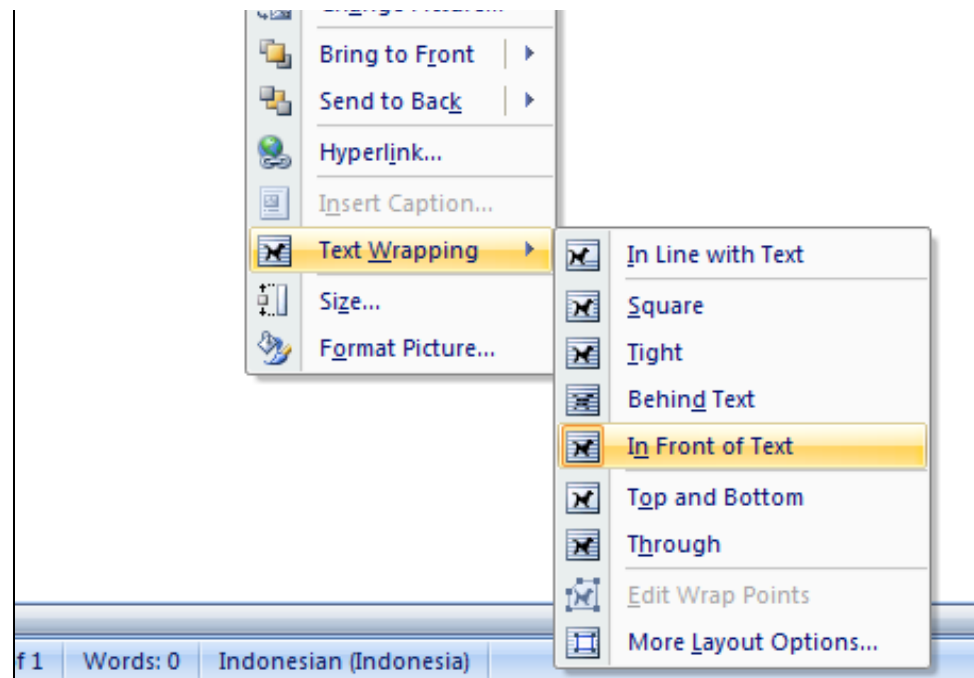 Change Picture...
Bring to Front
Send to Back
Hyperlink...
Insert Caption...
Text Wrapping
Size...
Format Picture...
In Line with Text
Square
Tight
Behind Text
In Front of Text
Top and Bottom
Through
Edit Wrap Points
More Layout Options...
f 1 Words: 0 Indonesian (Indonesia)